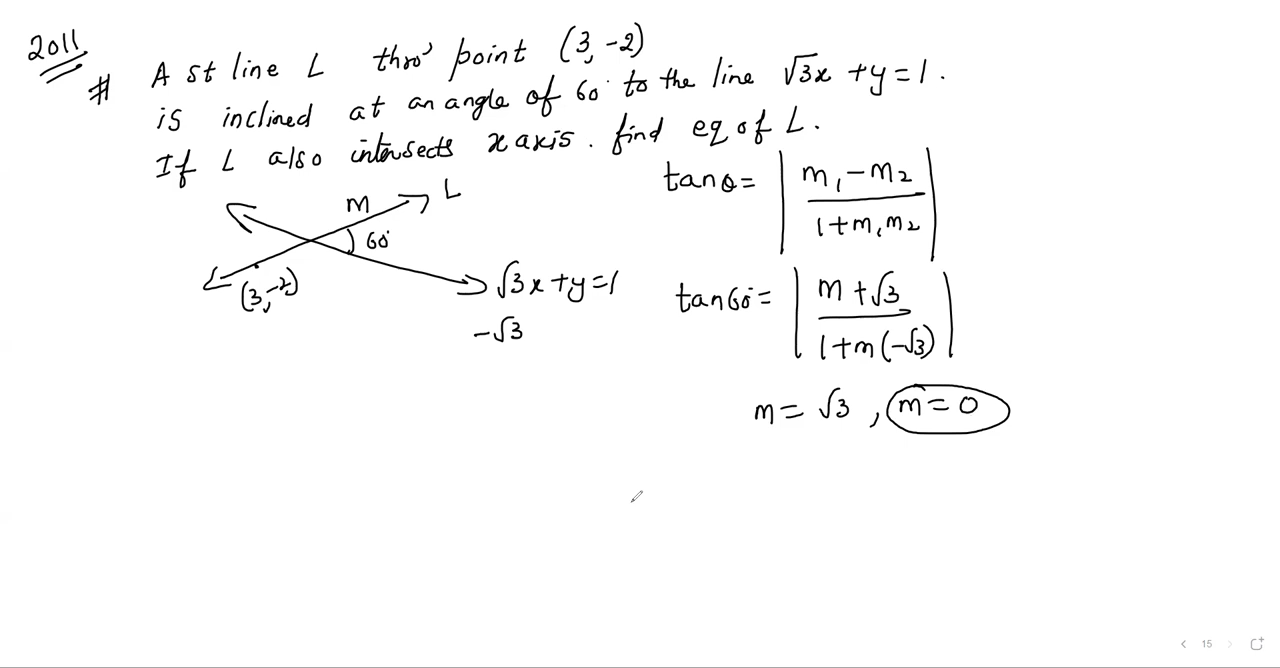 2011
# A st line L thro' point (3, -2)
is inclined at an angle of 60° to the line √3x + y = 1.
If L also intersects x axis. find eq of L.
tanθ = | m₁ - m₂ / 1 + m₁m₂ |
m L
60°
(3, -2)
√3x + y = 1
-√3
tan60° = | m + √3 / 1 + m(-√3) |
m = √3 , m = 0
15